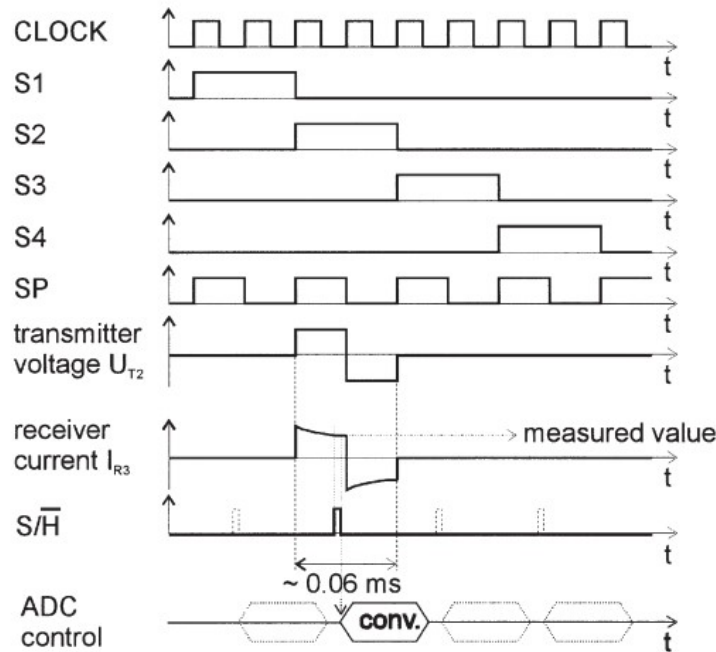 CLOCK
t
S1
t
S2
t
S3
t
S4
t
SP
t
transmitter
voltage U_T2
t
receiver
current I_R3
measured value
t
S/H̅
t
~ 0.06 ms
ADC
control
conv.
t